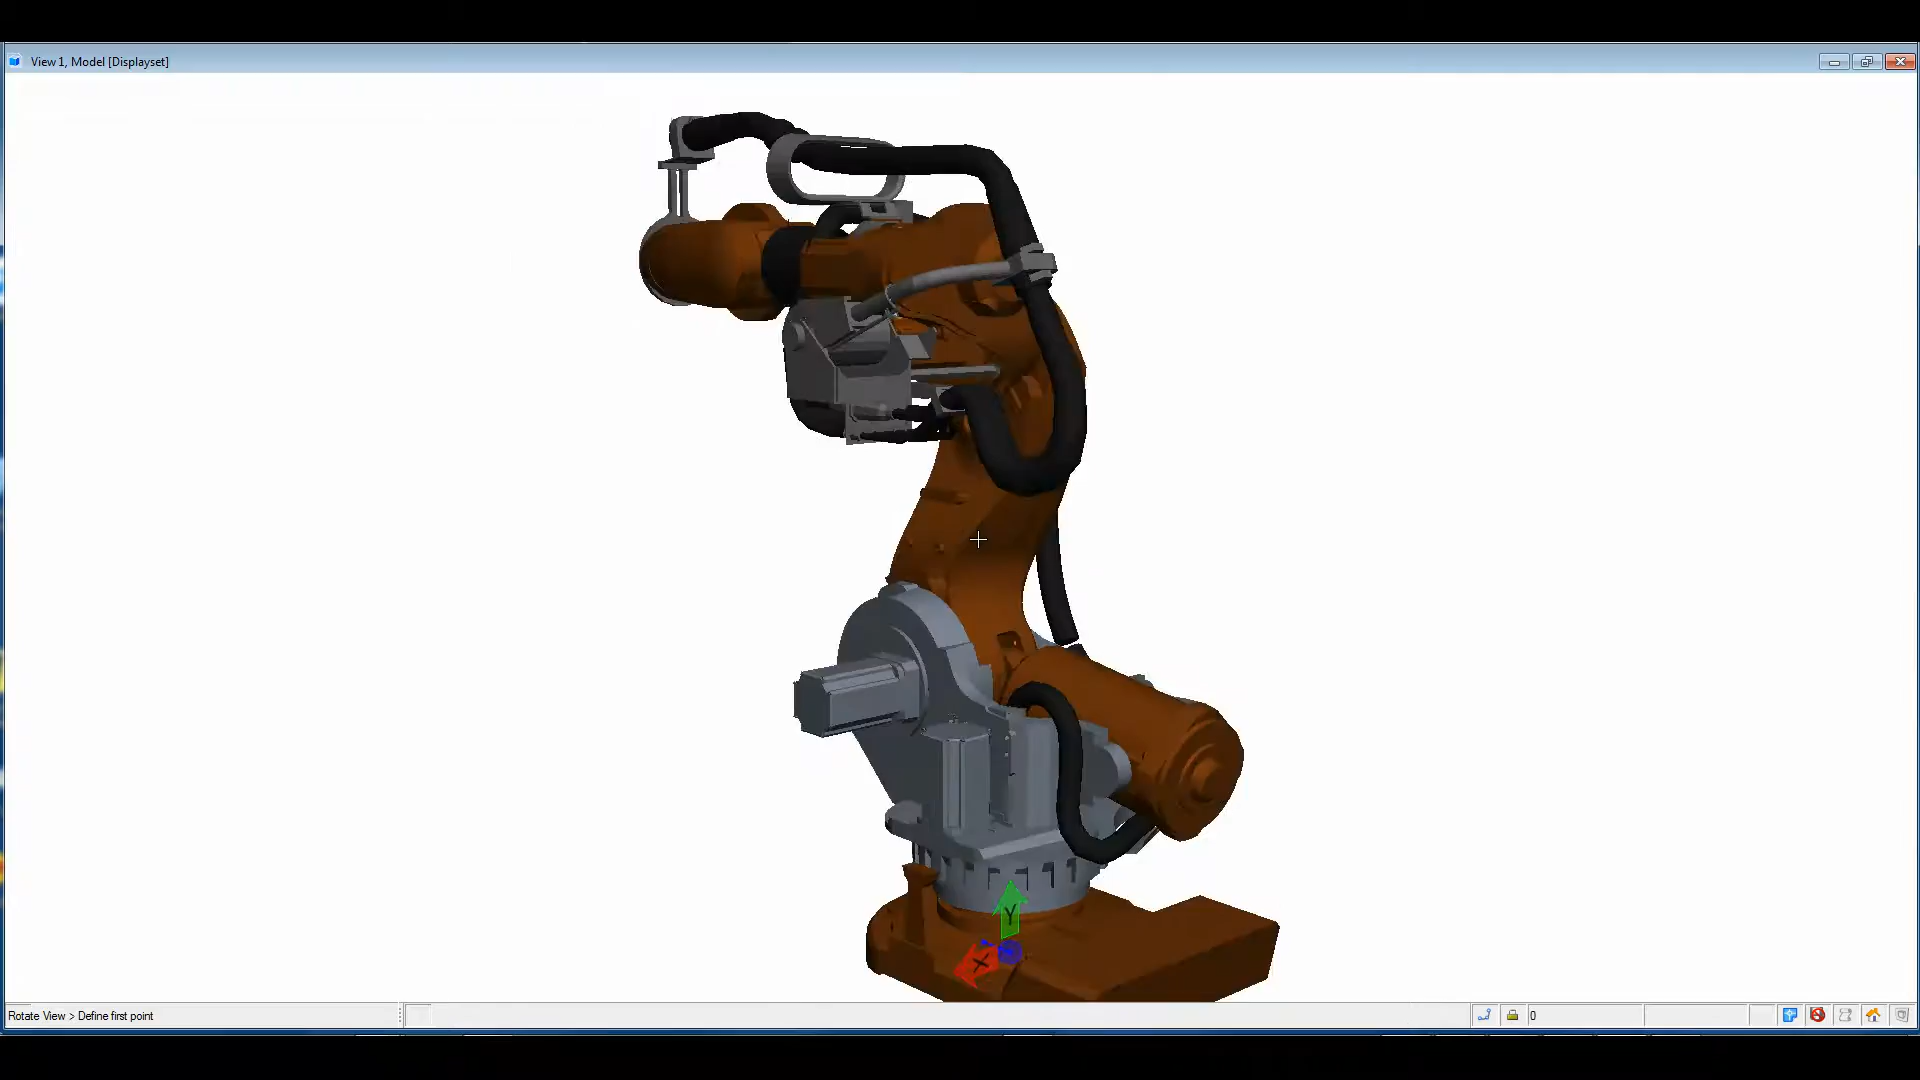 View 1, Model [Displayset]
Y
X
Rotate View > Define first point
0